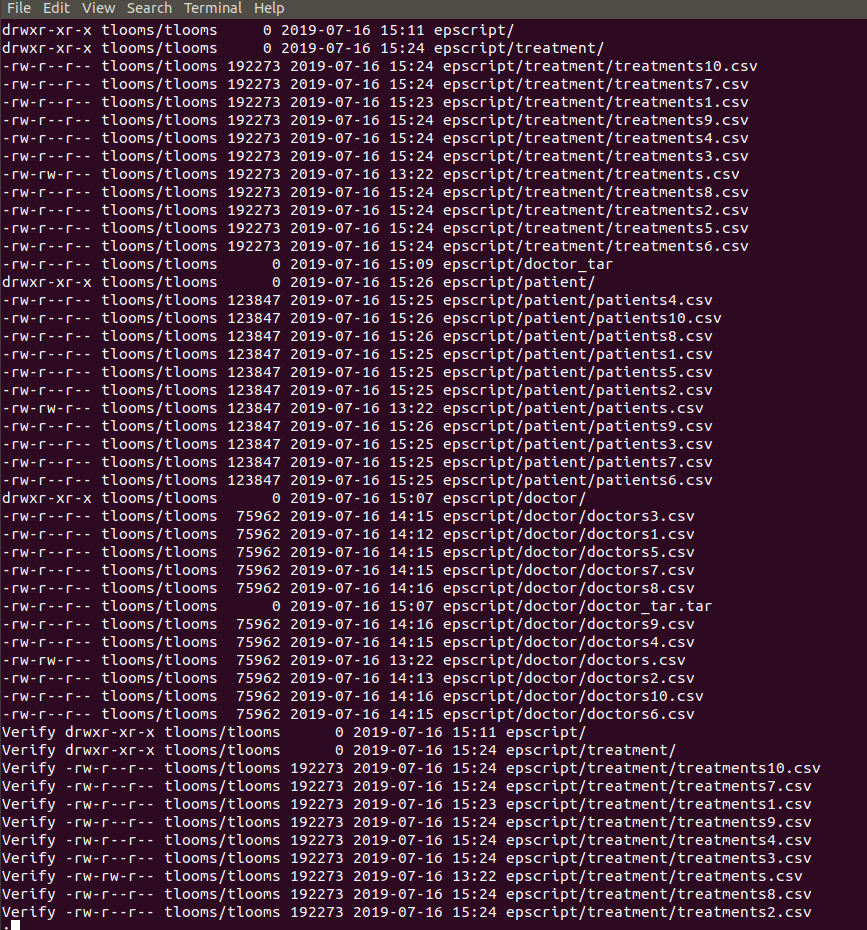 File Edit View Search Terminal Help
drwxr-xr-x tlooms/tlooms     0 2019-07-16 15:11 epscript/
drwxr-xr-x tlooms/tlooms     0 2019-07-16 15:24 epscript/treatment/
-rw-r--r-- tlooms/tlooms 192273 2019-07-16 15:24 epscript/treatment/treatments10.csv
-rw-r--r-- tlooms/tlooms 192273 2019-07-16 15:24 epscript/treatment/treatments7.csv
-rw-r--r-- tlooms/tlooms 192273 2019-07-16 15:23 epscript/treatment/treatments1.csv
-rw-r--r-- tlooms/tlooms 192273 2019-07-16 15:24 epscript/treatment/treatments9.csv
-rw-r--r-- tlooms/tlooms 192273 2019-07-16 15:24 epscript/treatment/treatments4.csv
-rw-r--r-- tlooms/tlooms 192273 2019-07-16 15:24 epscript/treatment/treatments3.csv
-rw-rw-r-- tlooms/tlooms 192273 2019-07-16 13:22 epscript/treatment/treatments.csv
-rw-r--r-- tlooms/tlooms 192273 2019-07-16 15:24 epscript/treatment/treatments8.csv
-rw-r--r-- tlooms/tlooms 192273 2019-07-16 15:24 epscript/treatment/treatments2.csv
-rw-r--r-- tlooms/tlooms 192273 2019-07-16 15:24 epscript/treatment/treatments5.csv
-rw-r--r-- tlooms/tlooms 192273 2019-07-16 15:24 epscript/treatment/treatments6.csv
-rw-r--r-- tlooms/tlooms      0 2019-07-16 15:09 epscript/doctor_tar
drwxr-xr-x tlooms/tlooms      0 2019-07-16 15:26 epscript/patient/
-rw-r--r-- tlooms/tlooms 123847 2019-07-16 15:25 epscript/patient/patients4.csv
-rw-r--r-- tlooms/tlooms 123847 2019-07-16 15:26 epscript/patient/patients10.csv
-rw-r--r-- tlooms/tlooms 123847 2019-07-16 15:26 epscript/patient/patients8.csv
-rw-r--r-- tlooms/tlooms 123847 2019-07-16 15:25 epscript/patient/patients1.csv
-rw-r--r-- tlooms/tlooms 123847 2019-07-16 15:25 epscript/patient/patients5.csv
-rw-r--r-- tlooms/tlooms 123847 2019-07-16 15:25 epscript/patient/patients2.csv
-rw-rw-r-- tlooms/tlooms 123847 2019-07-16 13:22 epscript/patient/patients.csv
-rw-r--r-- tlooms/tlooms 123847 2019-07-16 15:26 epscript/patient/patients9.csv
-rw-r--r-- tlooms/tlooms 123847 2019-07-16 15:25 epscript/patient/patients3.csv
-rw-r--r-- tlooms/tlooms 123847 2019-07-16 15:25 epscript/patient/patients7.csv
-rw-r--r-- tlooms/tlooms 123847 2019-07-16 15:25 epscript/patient/patients6.csv
drwxr-xr-x tlooms/tlooms      0 2019-07-16 15:07 epscript/doctor/
-rw-r--r-- tlooms/tlooms  75962 2019-07-16 14:15 epscript/doctor/doctors3.csv
-rw-r--r-- tlooms/tlooms  75962 2019-07-16 14:12 epscript/doctor/doctors1.csv
-rw-r--r-- tlooms/tlooms  75962 2019-07-16 14:15 epscript/doctor/doctors5.csv
-rw-r--r-- tlooms/tlooms  75962 2019-07-16 14:15 epscript/doctor/doctors7.csv
-rw-r--r-- tlooms/tlooms  75962 2019-07-16 14:16 epscript/doctor/doctors8.csv
-rw-r--r-- tlooms/tlooms      0 2019-07-16 15:07 epscript/doctor/doctor_tar.tar
-rw-r--r-- tlooms/tlooms  75962 2019-07-16 14:16 epscript/doctor/doctors9.csv
-rw-r--r-- tlooms/tlooms  75962 2019-07-16 14:15 epscript/doctor/doctors4.csv
-rw-rw-r-- tlooms/tlooms  75962 2019-07-16 13:22 epscript/doctor/doctors.csv
-rw-r--r-- tlooms/tlooms  75962 2019-07-16 14:13 epscript/doctor/doctors2.csv
-rw-r--r-- tlooms/tlooms  75962 2019-07-16 14:16 epscript/doctor/doctors10.csv
-rw-r--r-- tlooms/tlooms  75962 2019-07-16 14:15 epscript/doctor/doctors6.csv
Verify drwxr-xr-x tlooms/tlooms      0 2019-07-16 15:11 epscript/
Verify drwxr-xr-x tlooms/tlooms      0 2019-07-16 15:24 epscript/treatment/
Verify -rw-r--r-- tlooms/tlooms 192273 2019-07-16 15:24 epscript/treatment/treatments10.csv
Verify -rw-r--r-- tlooms/tlooms 192273 2019-07-16 15:24 epscript/treatment/treatments7.csv
Verify -rw-r--r-- tlooms/tlooms 192273 2019-07-16 15:23 epscript/treatment/treatments1.csv
Verify -rw-r--r-- tlooms/tlooms 192273 2019-07-16 15:24 epscript/treatment/treatments9.csv
Verify -rw-r--r-- tlooms/tlooms 192273 2019-07-16 15:24 epscript/treatment/treatments4.csv
Verify -rw-r--r-- tlooms/tlooms 192273 2019-07-16 15:24 epscript/treatment/treatments3.csv
Verify -rw-rw-r-- tlooms/tlooms 192273 2019-07-16 13:22 epscript/treatment/treatments.csv
Verify -rw-r--r-- tlooms/tlooms 192273 2019-07-16 15:24 epscript/treatment/treatments8.csv
Verify -rw-r--r-- tlooms/tlooms 192273 2019-07-16 15:24 epscript/treatment/treatments2.csv
: